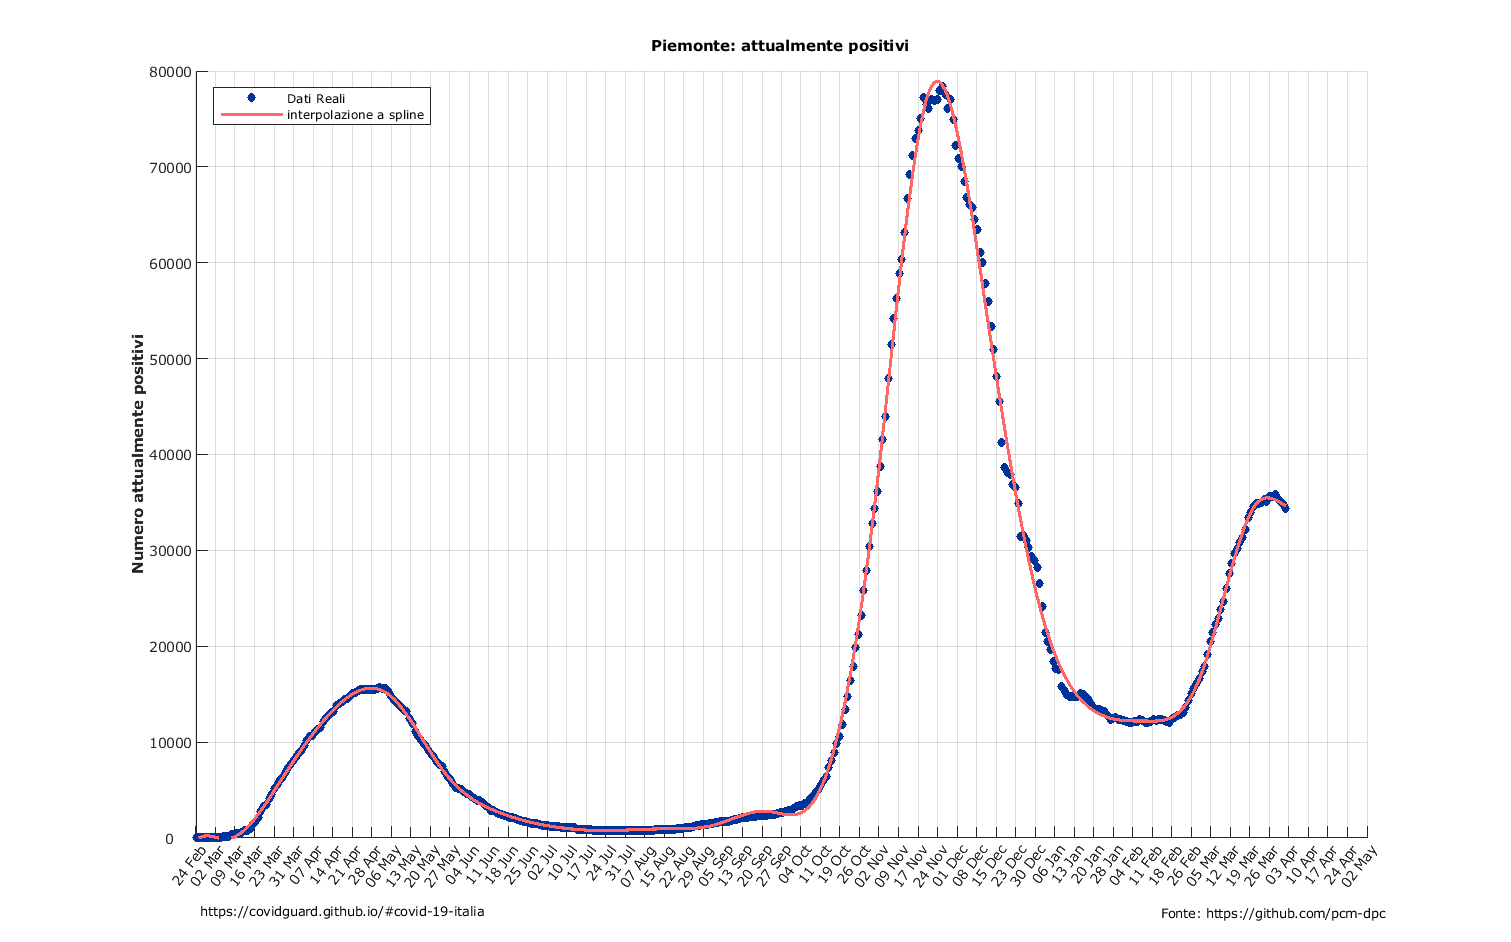 Piemonte: attualmente positivi
Dati Reali
interpolazione a spline
Numero attualmente positivi
80000
70000
60000
50000
40000
30000
20000
10000
0
24 Feb
02 Mar
09 Mar
16 Mar
23 Mar
31 Mar
07 Apr
14 Apr
21 Apr
28 Apr
06 May
13 May
20 May
27 May
04 Jun
11 Jun
18 Jun
25 Jun
02 Jul
10 Jul
17 Jul
24 Jul
31 Jul
07 Aug
15 Aug
22 Aug
29 Aug
05 Sep
13 Sep
20 Sep
27 Sep
04 Oct
11 Oct
19 Oct
26 Oct
02 Nov
09 Nov
17 Nov
24 Nov
01 Dec
08 Dec
15 Dec
23 Dec
30 Dec
06 Jan
13 Jan
20 Jan
28 Jan
04 Feb
11 Feb
18 Feb
26 Feb
05 Mar
12 Mar
19 Mar
26 Mar
03 Apr
10 Apr
17 Apr
24 Apr
02 May
https://covidguard.github.io/#covid-19-italia
Fonte: https://github.com/pcm-dpc